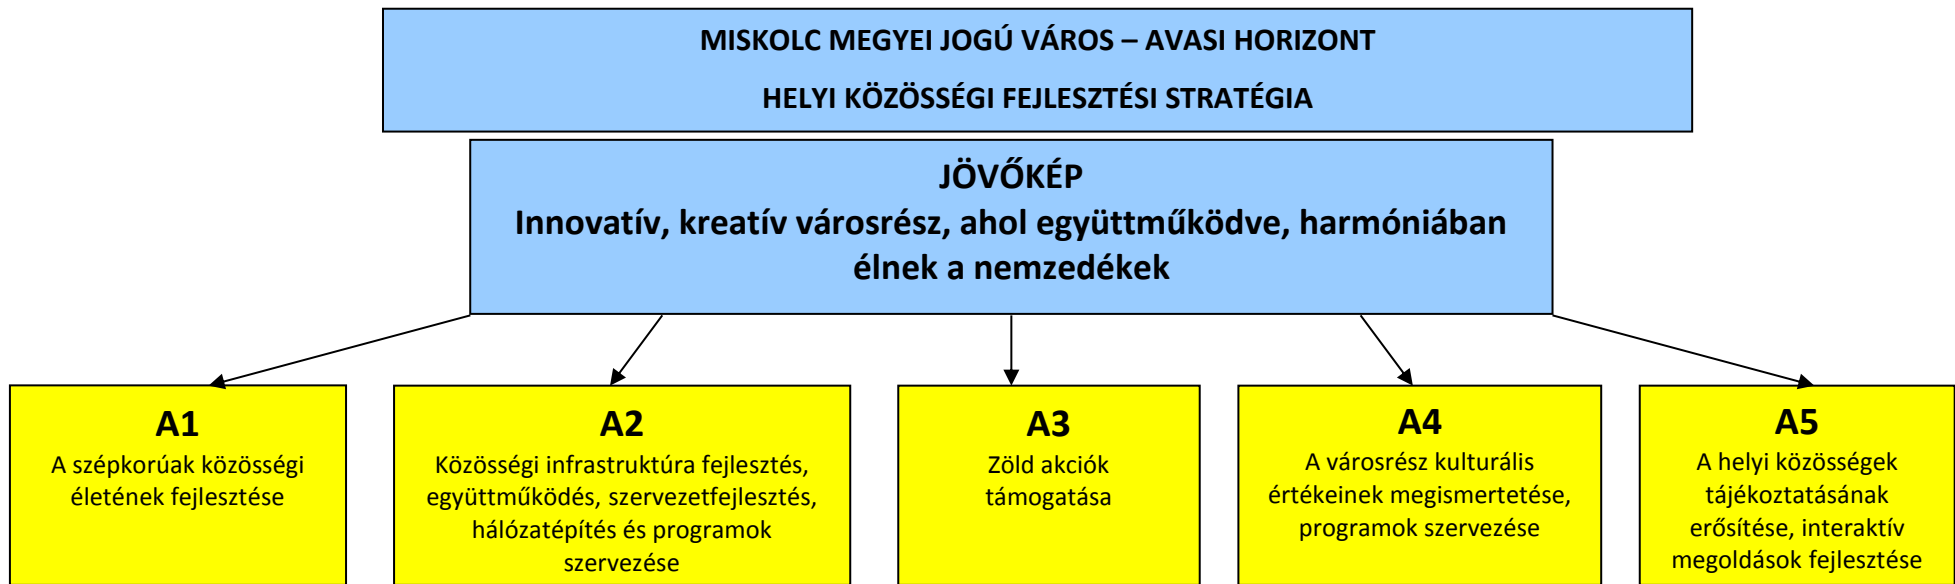 MISKOLC MEGYEI JOGÚ VÁROS – AVASI HORIZONT
HELYI KÖZÖSSÉGI FEJLESZTÉSI STRATÉGIA
JÖVŐKÉP
Innovatív, kreatív városrész, ahol együttműködve, harmóniában
élnek a nemzedékek
A1
A szépkorúak közösségi
életének fejlesztése
A2
Közösségi infrastruktúra fejlesztés,
együttműködés, szervezetfejlesztés,
hálózatépítés és programok
szervezése
A3
Zöld akciók
támogatása
A4
A városrész kulturális
értékeinek megismertetése,
programok szervezése
A5
A helyi közösségek
tájékoztatásának
erősítése, interaktív
megoldások fejlesztése